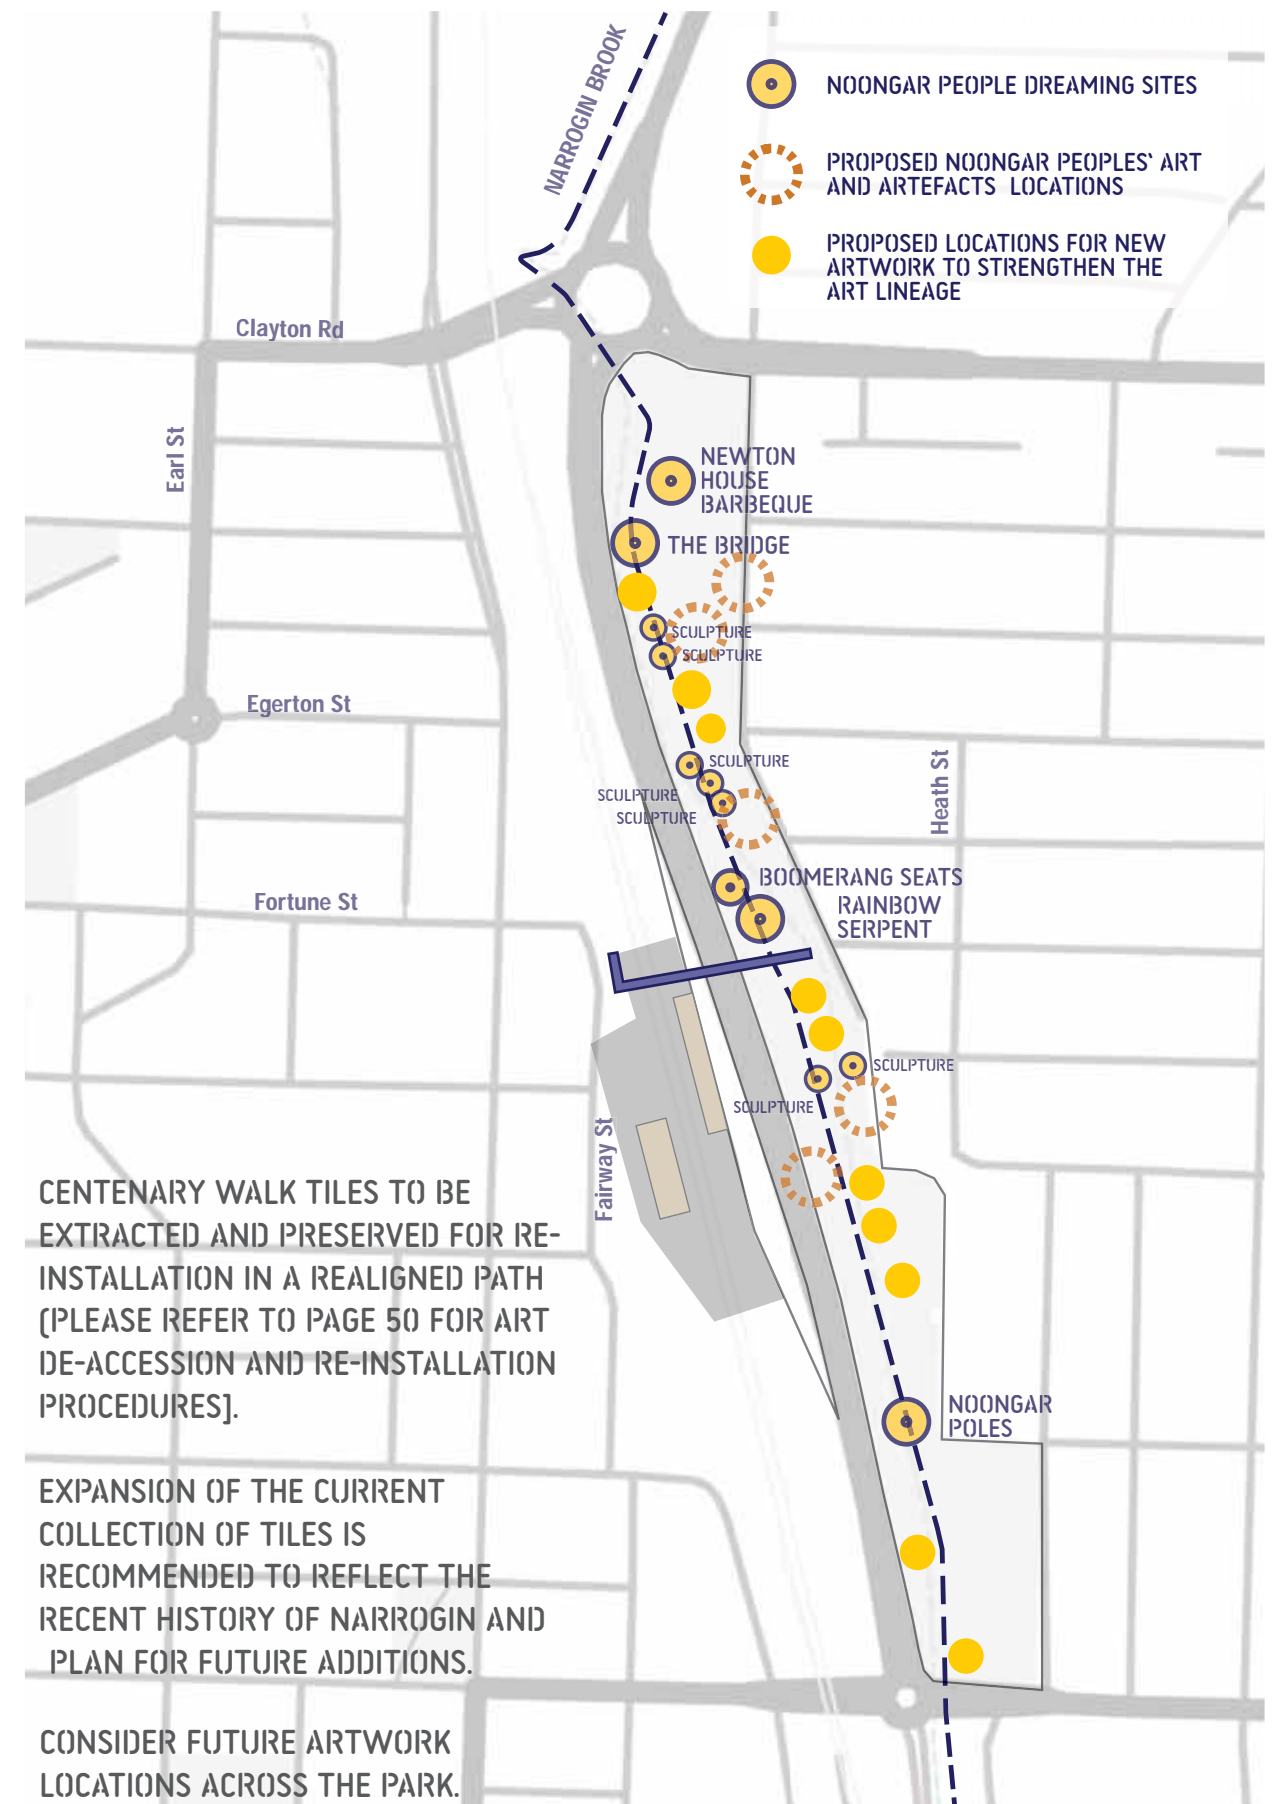 NARROGIN BROOK
NOONGAR PEOPLE DREAMING SITES
PROPOSED NOONGAR PEOPLES' ART
AND ARTEFACTS LOCATIONS
PROPOSED LOCATIONS FOR NEW
ARTWORK TO STRENGTHEN THE
ART LINEAGE
Clayton Rd
Earl St
NEWTON
HOUSE
BARBEQUE
THE BRIDGE
SCULPTURE
SCULPTURE
Egerton St
SCULPTURE
SCULPTURE
SCULPTURE
Heath St
BOOMERANG SEATS
RAINBOW
SERPENT
Fortune St
SCULPTURE
SCULPTURE
Fairway St
CENTENARY WALK TILES TO BE
EXTRACTED AND PRESERVED FOR RE-
INSTALLATION IN A REALIGNED PATH
(PLEASE REFER TO PAGE 50 FOR ART
DE-ACCESSION AND RE-INSTALLATION
PROCEDURES].
NOONGAR
POLES
EXPANSION OF THE CURRENT
COLLECTION OF TILES IS
RECOMMENDED TO REFLECT THE
RECENT HISTORY OF NARROGIN AND
PLAN FOR FUTURE ADDITIONS.
CONSIDER FUTURE ARTWORK
LOCATIONS ACROSS THE PARK.